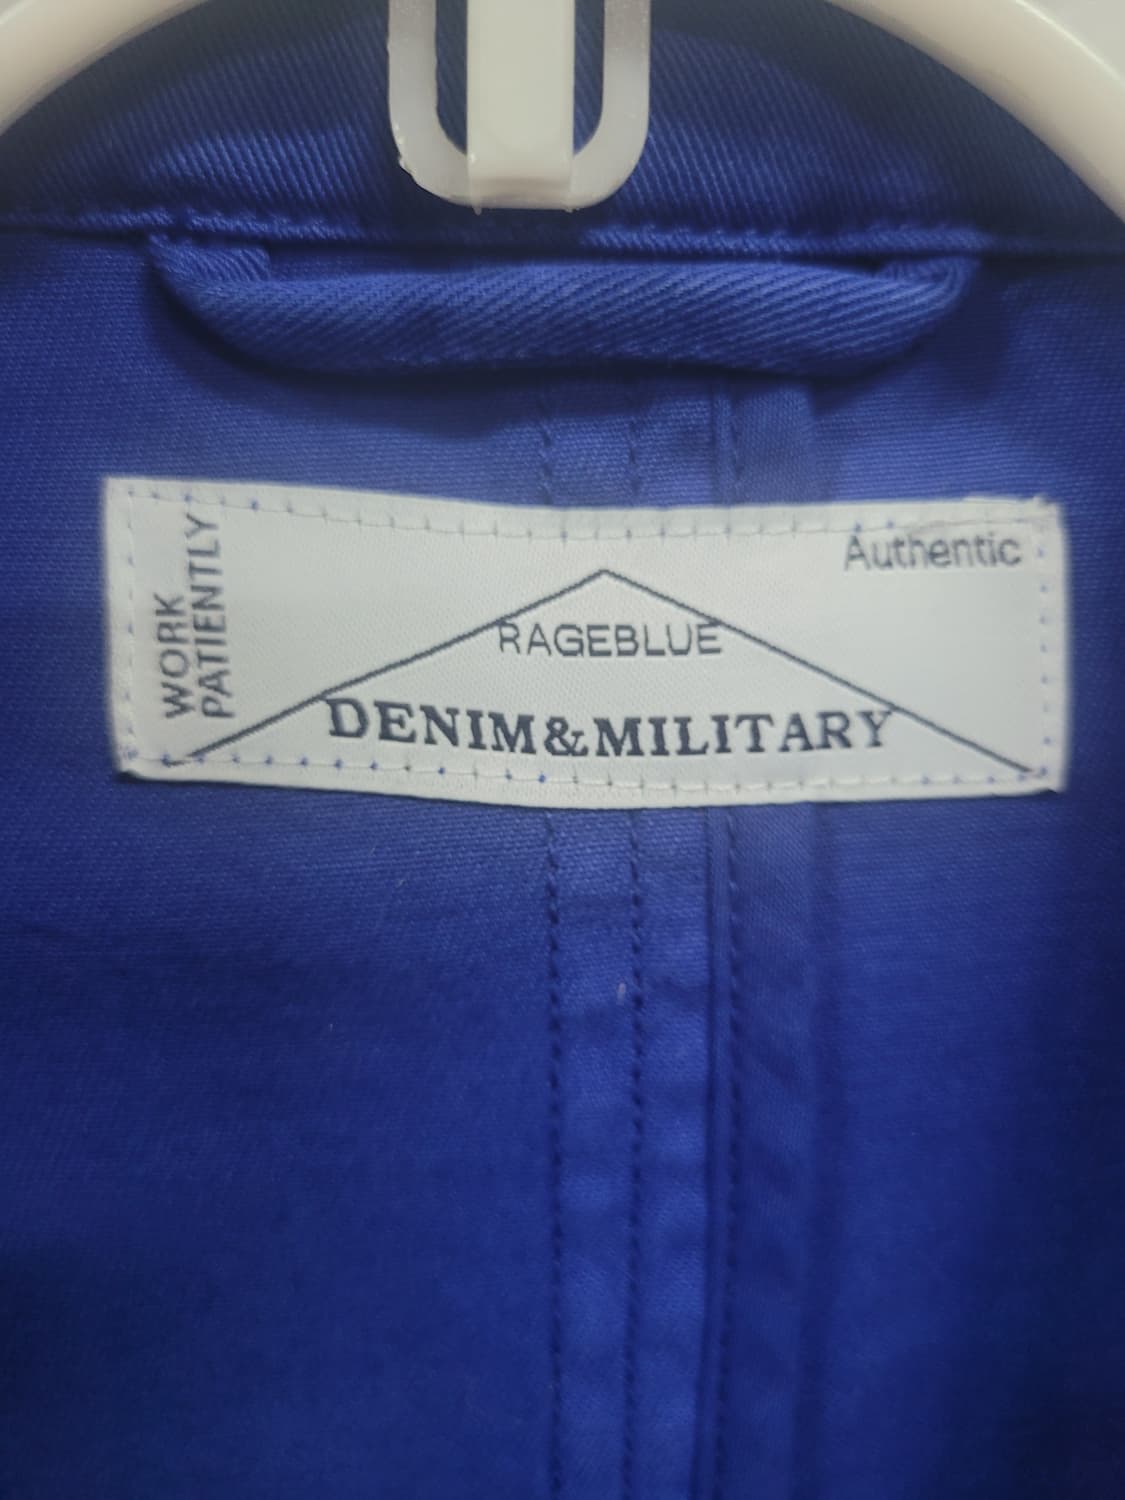 WORK
PATIENTLY
Authentic
RAGEBLUE
DENIM&MILITARY